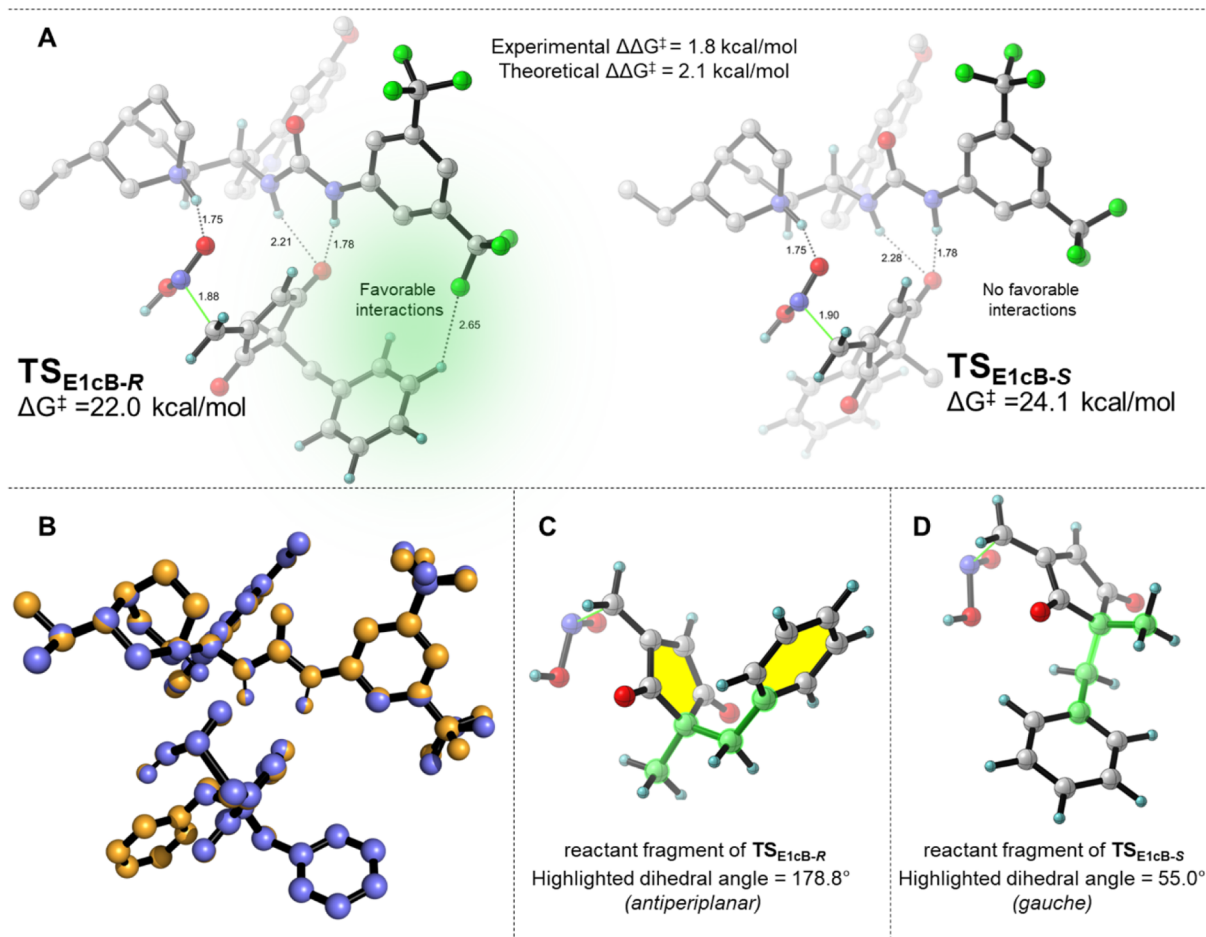 A
Experimental ΔΔG‡ = 1.8 kcal/mol
Theoretical ΔΔG‡ = 2.1 kcal/mol
1.75
2.21
1.78
1.88
Favorable
interactions
2.65
TSE1cB-R
ΔG‡ =22.0 kcal/mol
1.75
2.28
1.78
1.90
No favorable
interactions
TSE1cB-S
ΔG‡ =24.1 kcal/mol
B
C
D
reactant fragment of TSE1cB-R
Highlighted dihedral angle = 178.8°
(antiperiplanar)
reactant fragment of TSE1cB-S
Highlighted dihedral angle = 55.0°
(gauche)